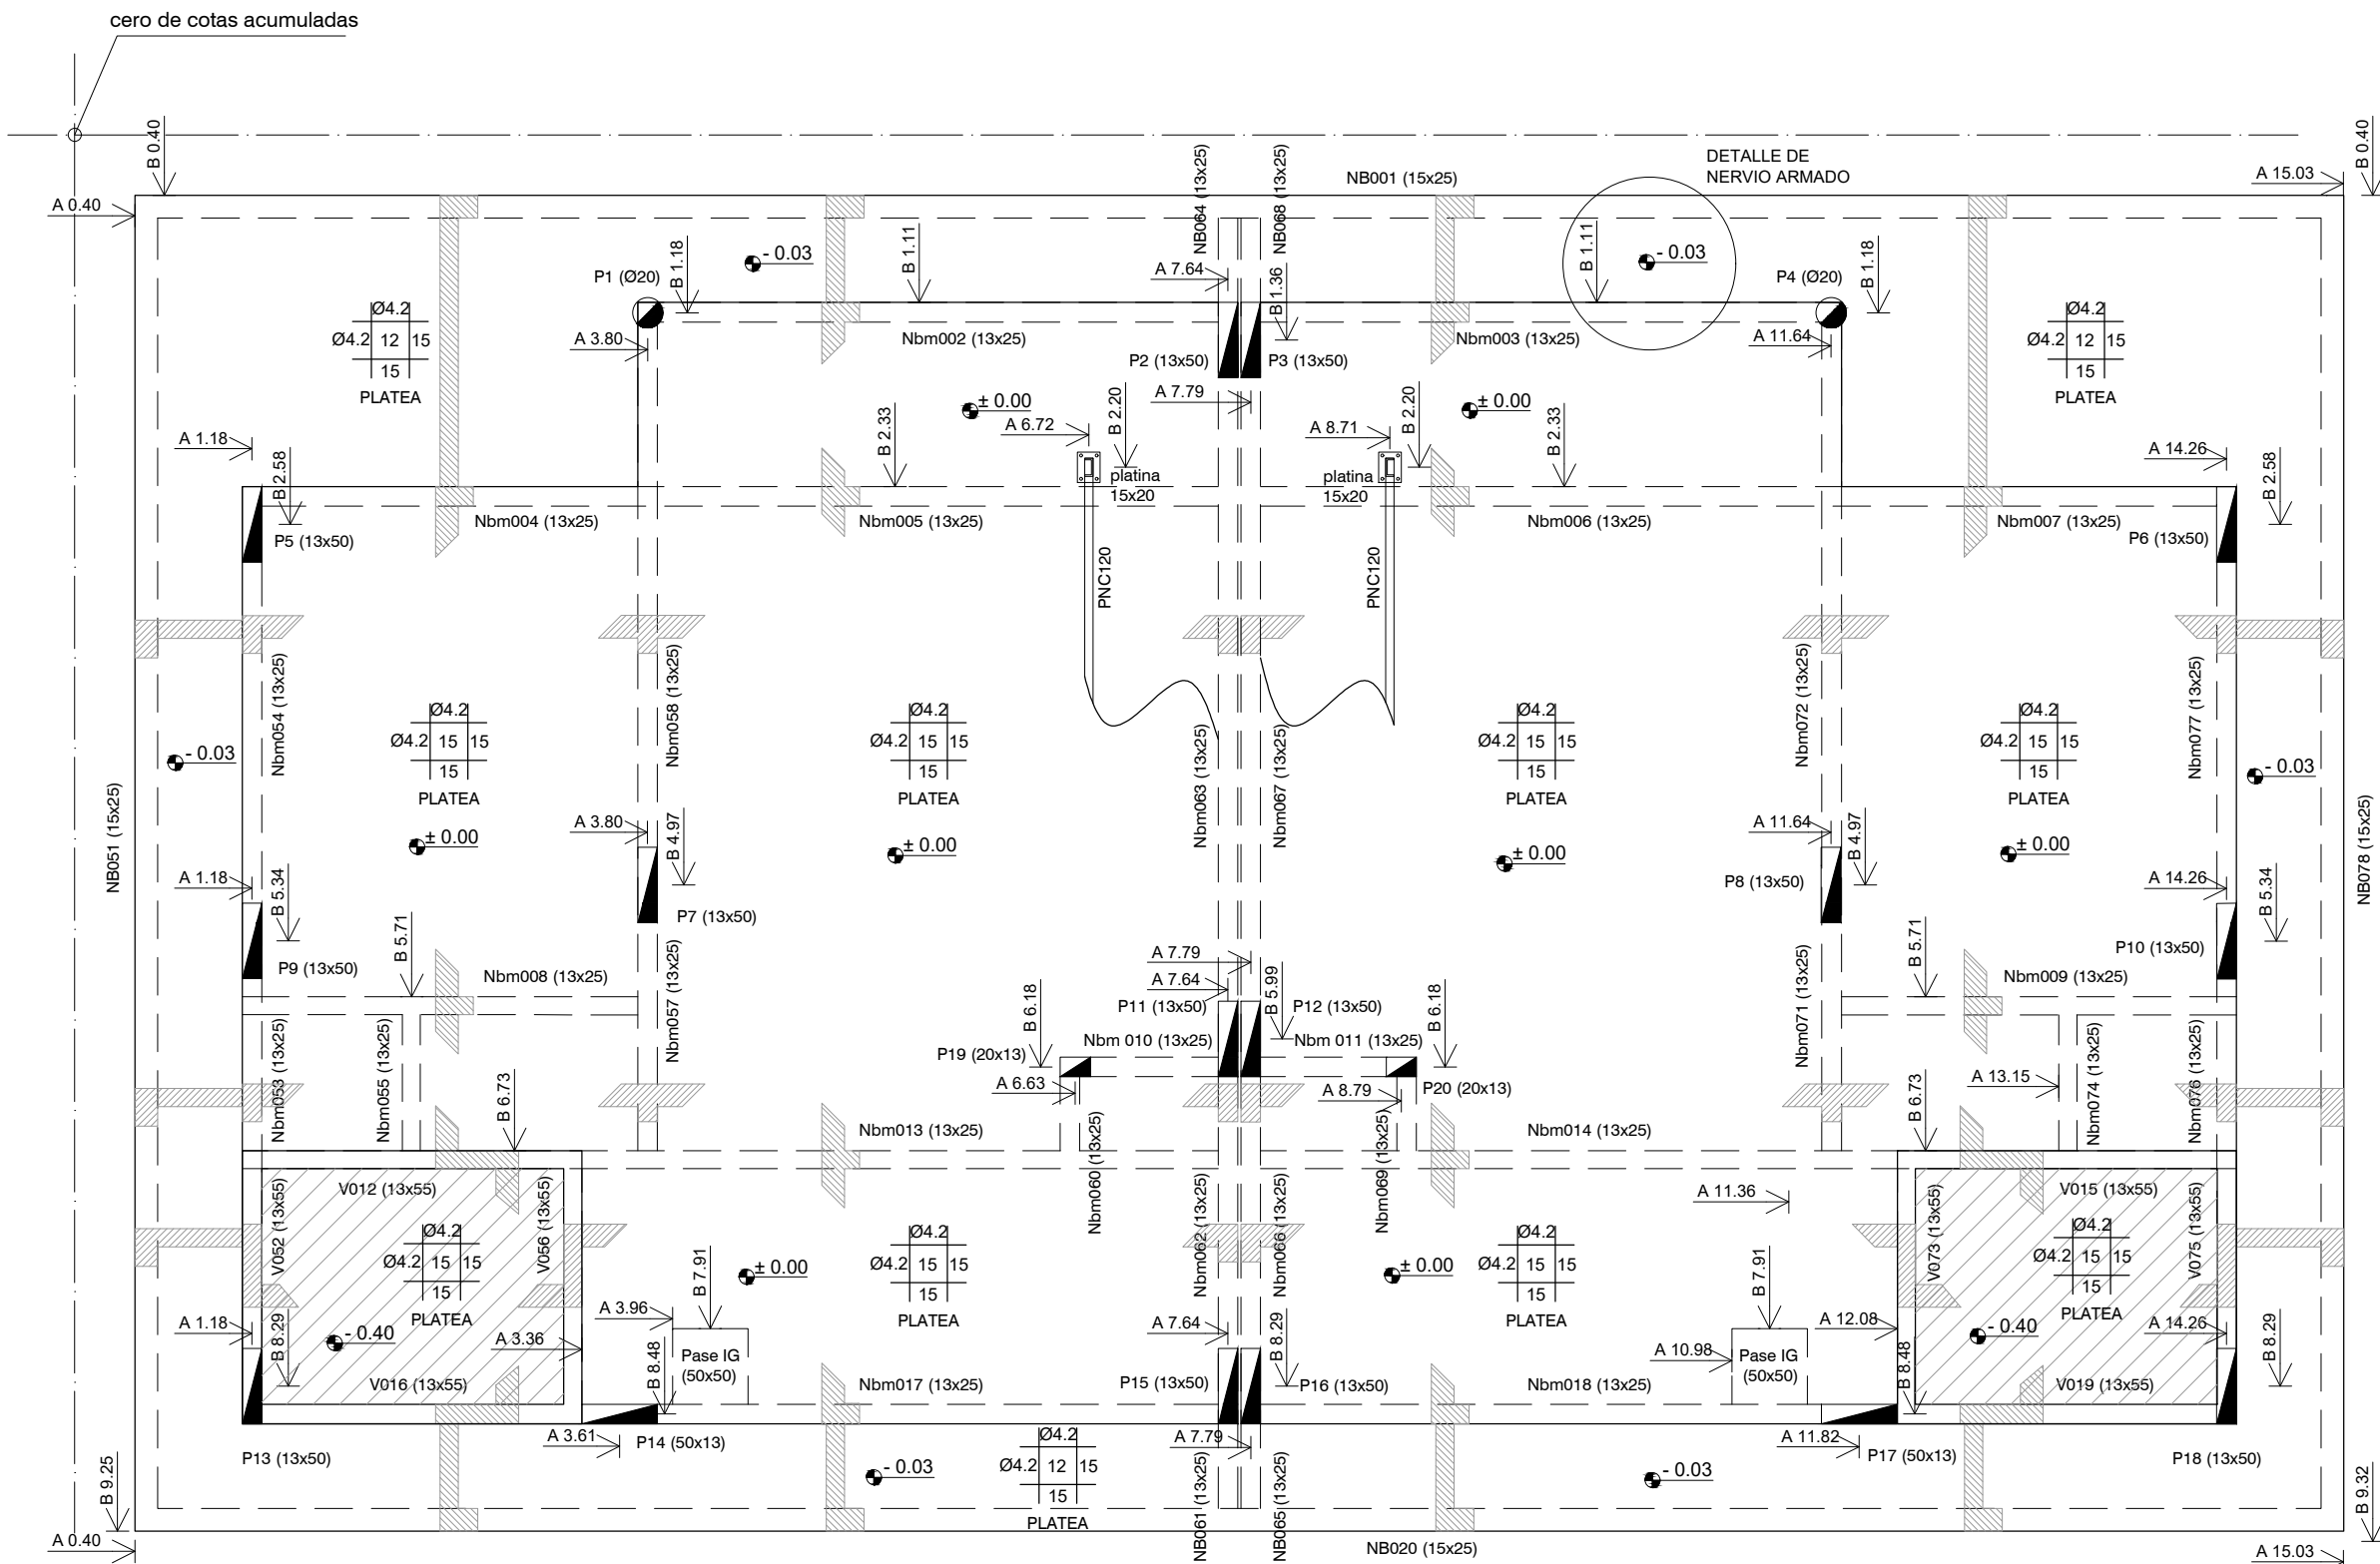 cero de cotas acumuladas
B 0.40
B 0.40
A 0.40
NB064 (13x25)
NB068 (13x25)
NB001 (15x25)
DETALLE DE
NERVIO ARMADO
A 15.03
P1 (Ø20)
B 1.18
- 0.03
B 1.11
A 7.64
B 1.36
B 1.11
- 0.03
P4 (Ø20)
B 1.18
Ø4.2
Ø4.2 12 15
15
PLATEA
A 3.80
Nbm002 (13x25)
P2 (13x50)
P3 (13x50)
Nbm003 (13x25)
A 11.64
Ø4.2
Ø4.2 12 15
15
PLATEA
A 7.79
± 0.00
± 0.00
A 1.18
B 2.58
B 2.33
A 6.72
B 2.20
platina
15x20
A 8.71
B 2.20
platina
15x20
B 2.33
A 14.26
B 2.58
P5 (13x50)
Nbm004 (13x25)
Nbm005 (13x25)
Nbm006 (13x25)
Nbm007 (13x25)
P6 (13x50)
PNC120
PNC120
NB051 (15x25)
- 0.03
Nbm054 (13x25)
Ø4.2
Ø4.2 15 15
15
PLATEA
± 0.00
Nbm058 (13x25)
Ø4.2
Ø4.2 15 15
15
PLATEA
± 0.00
Nbm063 (13x25)
Nbm067 (13x25)
Ø4.2
Ø4.2 15 15
15
PLATEA
± 0.00
Nbm072 (13x25)
Ø4.2
Ø4.2 15 15
15
PLATEA
± 0.00
Nbm077 (13x25)
- 0.03
NB078 (15x25)
A 3.80
B 4.97
P7 (13x50)
A 11.64
B 4.97
P8 (13x50)
A 1.18
B 5.34
P9 (13x50)
A 14.26
B 5.34
P10 (13x50)
B 5.71
Nbm008 (13x25)
Nbm057 (13x25)
A 7.79
A 7.64
P11 (13x50)
B 5.99
P12 (13x50)
B 5.71
Nbm009 (13x25)
B 6.18
Nbm 010 (13x25)
Nbm 011 (13x25)
B 6.18
Nbm071 (13x25)
P19 (20x13)
A 6.63
A 8.79
P20 (20x13)
A 13.15
Nbm053 (13x25)
Nbm055 (13x25)
B 6.73
Nbm013 (13x25)
Nbm060 (13x25)
Nbm069 (13x25)
Nbm014 (13x25)
B 6.73
Nbm074 (13x25)
Nbm076 (13x25)
V012 (13x55)
V052 (13x55)
V056 (13x55)
Ø4.2
Ø4.2 15 15
15
PLATEA
- 0.40
V016 (13x55)
A 1.18
B 8.29
A 3.36
A 3.96
B 7.91
± 0.00
Pase IG
(50x50)
B 8.48
Ø4.2
Ø4.2 15 15
15
PLATEA
Nbm017 (13x25)
Nbm062 (13x25)
Nbm066 (13x25)
A 7.64
P15 (13x50)
B 8.29
P16 (13x50)
± 0.00
Ø4.2
Ø4.2 15 15
15
PLATEA
Nbm018 (13x25)
A 11.36
B 7.91
A 10.98
Pase IG
(50x50)
A 12.08
B 8.48
V015 (13x55)
V073 (13x55)
V075 (13x55)
Ø4.2
Ø4.2 15 15
15
PLATEA
- 0.40
V019 (13x55)
A 14.26
B 8.29
P13 (13x50)
A 3.61
P14 (50x13)
- 0.03
Ø4.2
Ø4.2 12 15
15
PLATEA
A 7.79
NB061 (13x25)
NB065 (13x25)
- 0.03
A 11.82
P17 (50x13)
P18 (13x50)
B 9.25
B 9.32
A 0.40
NB020 (15x25)
A 15.03